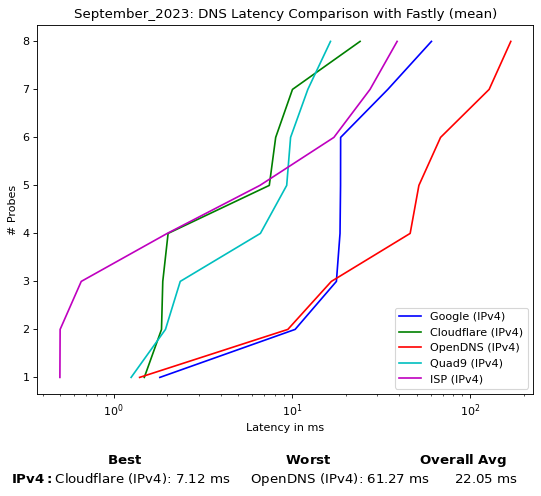 September_2023: DNS Latency Comparison with Fastly (mean)
8
7
6
5
4
3
2
1
# Probes
Google (IPv4)
Cloudflare (IPv4)
OpenDNS (IPv4)
Quad9 (IPv4)
ISP (IPv4)
10⁰ 10¹ 10²
Latency in ms
Best Worst Overall Avg
IPv4: Cloudflare (IPv4): 7.12 ms OpenDNS (IPv4): 61.27 ms 22.05 ms